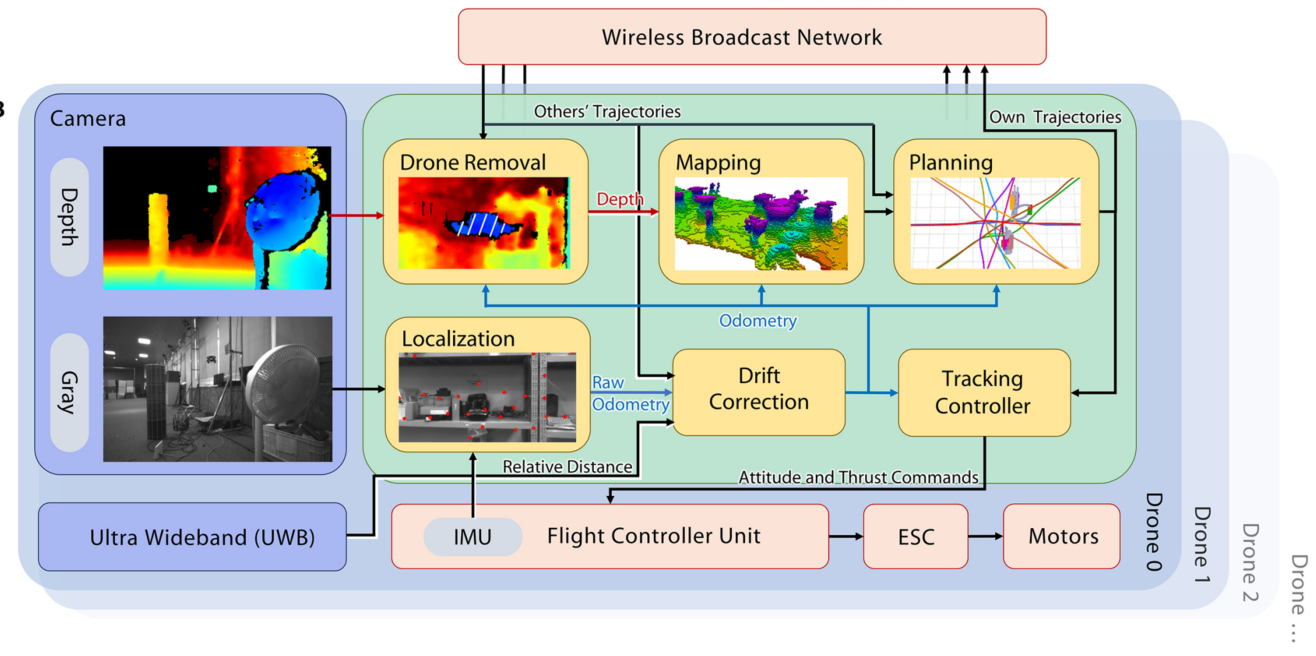 Wireless Broadcast Network
Camera
Others' Trajectories
Own Trajectories
Depth
Drone Removal
Depth
Mapping
Planning
Odometry
Gray
Localization
Raw
Odometry
Drift
Correction
Tracking
Controller
Relative Distance
Attitude and Thrust Commands
Ultra Wideband (UWB)
IMU
Flight Controller Unit
ESC
Motors
Drone 0
Drone 1
Drone 2
Drone ...